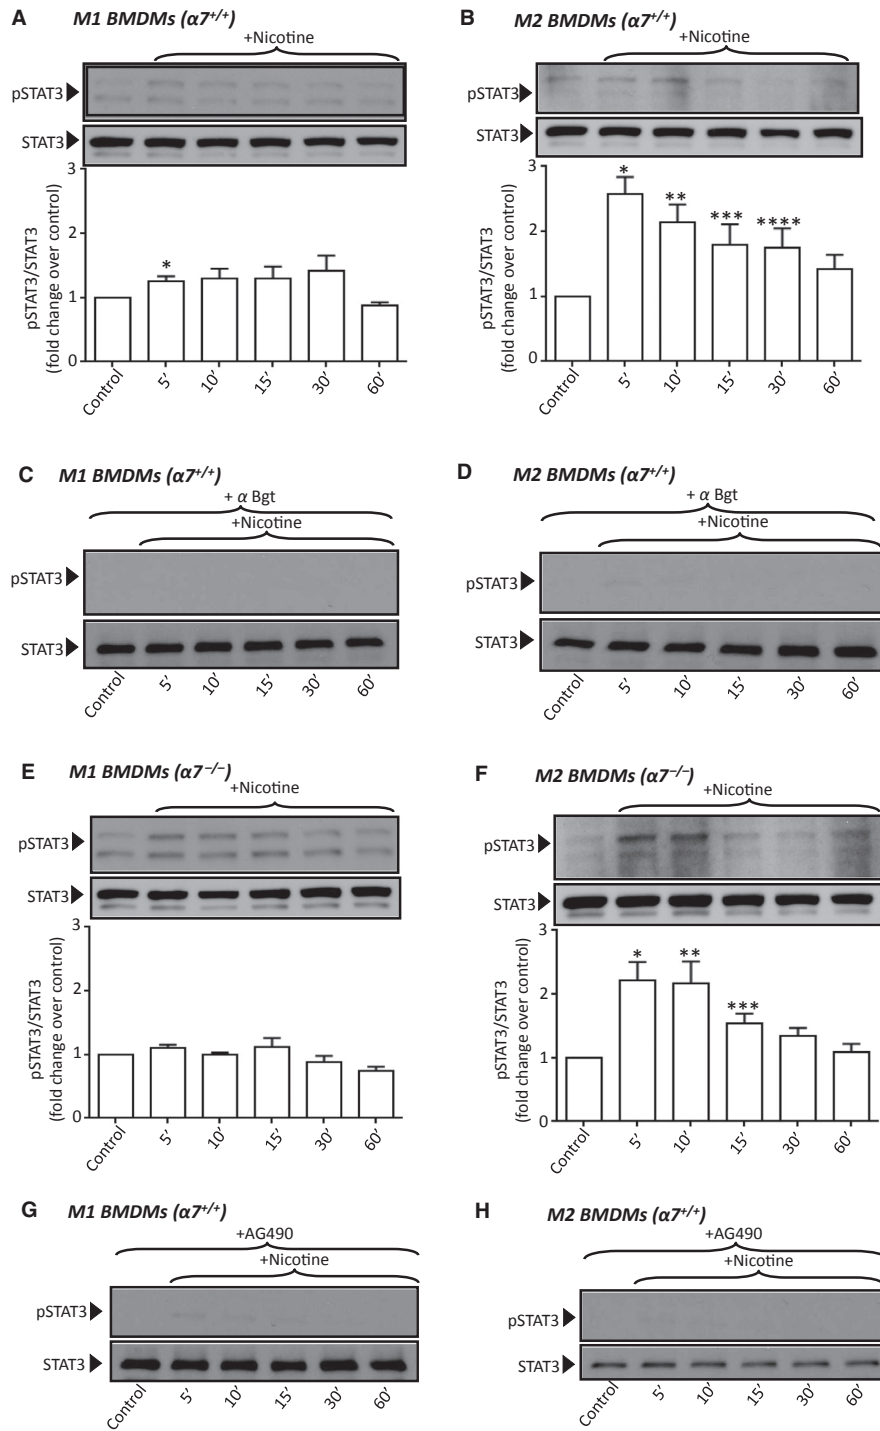 A
M1 BMDMs (α7+/+)
+Nicotine
pSTAT3
STAT3
3
2
1
0
pSTAT3/STAT3
(fold change over control)
*
Control
5′
10′
15′
30′
60′
B
M2 BMDMs (α7+/+)
+Nicotine
pSTAT3
STAT3
3
2
1
0
pSTAT3/STAT3
(fold change over control)
*
**
***
****
Control
5′
10′
15′
30′
60′
C
M1 BMDMs (α7+/+)
+ α Bgt
+Nicotine
pSTAT3
STAT3
Control
5′
10′
15′
30′
60′
D
M2 BMDMs (α7+/+)
+ α Bgt
+Nicotine
pSTAT3
STAT3
Control
5′
10′
15′
30′
60′
E
M1 BMDMs (α7−/−)
+Nicotine
pSTAT3
STAT3
3
2
1
0
pSTAT3/STAT3
(fold change over control)
Control
5′
10′
15′
30′
60′
F
M2 BMDMs (α7−/−)
+Nicotine
pSTAT3
STAT3
3
2
1
0
pSTAT3/STAT3
(fold change over control)
*
**
***
Control
5′
10′
15′
30′
60′
G
M1 BMDMs (α7+/+)
+AG490
+Nicotine
pSTAT3
STAT3
Control
5′
10′
15′
30′
60′
H
M2 BMDMs (α7+/+)
+AG490
+Nicotine
pSTAT3
STAT3
Control
5′
10′
15′
30′
60′